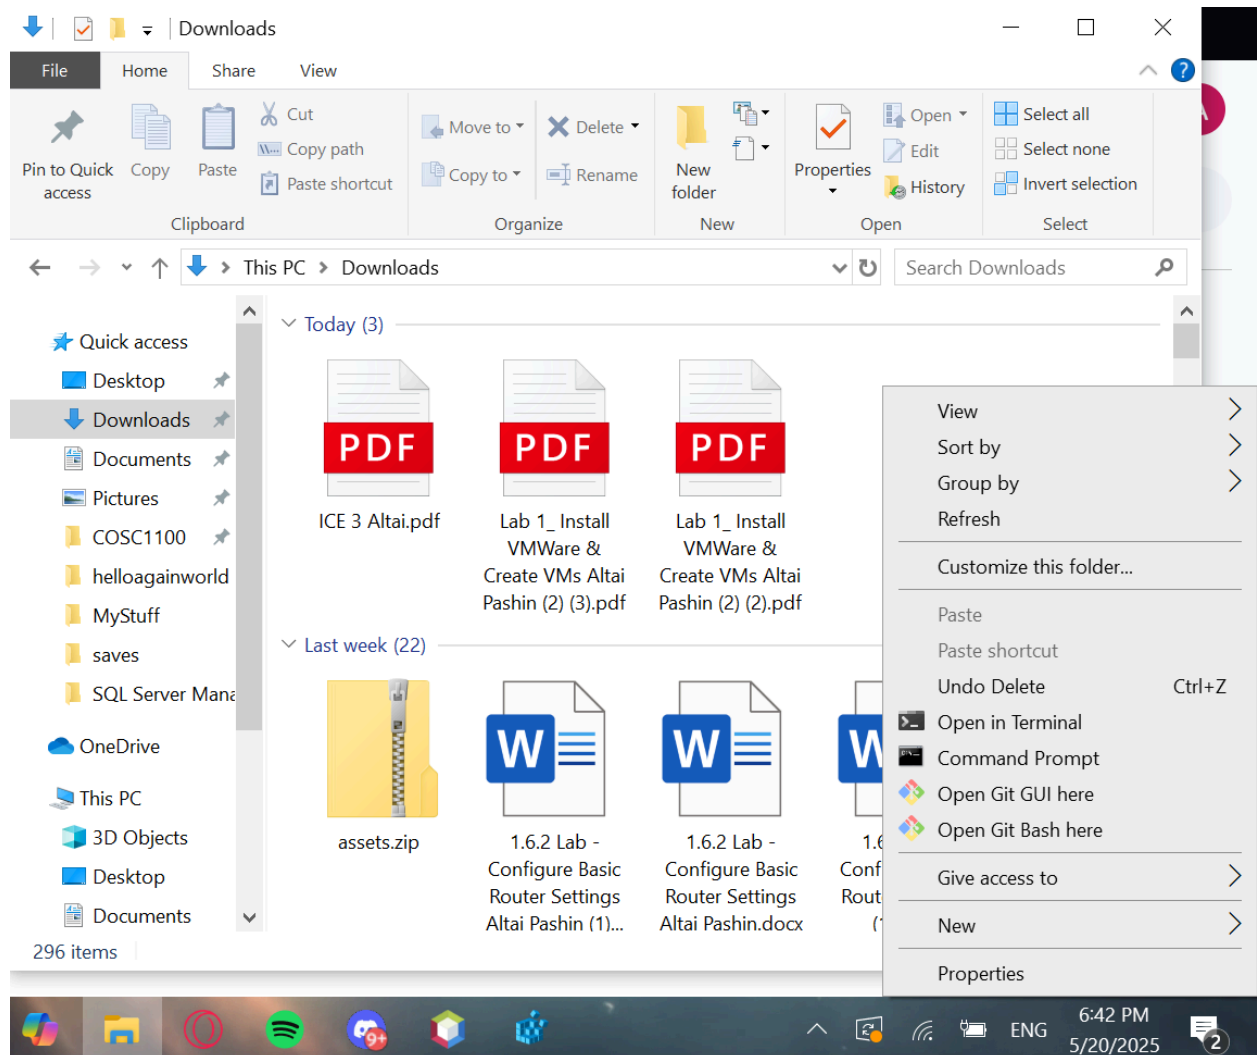 Downloads
File Home Share View
Pin to Quick access
Copy
Paste
Cut
Copy path
Paste shortcut
Clipboard
Move to
Copy to
Delete
Rename
Organize
New folder
New
Properties
Open
Edit
History
Open
Select all
Select none
Invert selection
Select
This PC > Downloads
Search Downloads
Quick access
Desktop
Downloads
Documents
Pictures
COSC1100
helloagainworld
MyStuff
saves
SQL Server Mana
OneDrive
This PC
3D Objects
Desktop
Documents
296 items
Today (3)
PDF
ICE 3 Altai.pdf
PDF
Lab 1_ Install
VMWare &
Create VMs Altai
Pashin (2) (3).pdf
PDF
Lab 1_ Install
VMWare &
Create VMs Altai
Pashin (2) (2).pdf
Last week (22)
assets.zip
W
1.6.2 Lab -
Configure Basic
Router Settings
Altai Pashin (1)...
W
1.6.2 Lab -
Configure Basic
Router Settings
Altai Pashin.docx
View
Sort by
Group by
Refresh
Customize this folder...
Paste
Paste shortcut
Undo Delete Ctrl+Z
Open in Terminal
Command Prompt
Open Git GUI here
Open Git Bash here
Give access to
New
Properties
9+
ENG
6:42 PM
5/20/2025
2